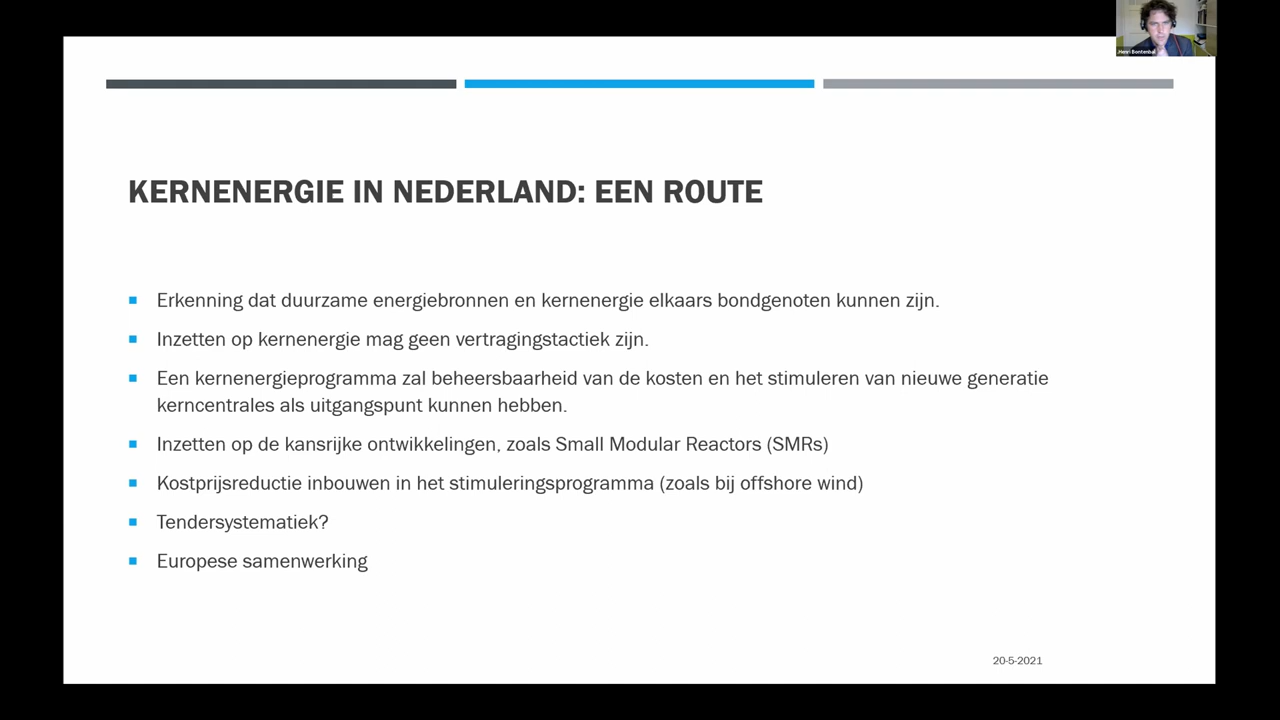 Henri Bontenbal
KERNENERGIE IN NEDERLAND: EEN ROUTE
Erkenning dat duurzame energiebronnen en kernenergie elkaars bondgenoten kunnen zijn.
Inzetten op kernenergie mag geen vertragingstactiek zijn.
Een kernenergieprogramma zal beheersbaarheid van de kosten en het stimuleren van nieuwe generatie
kerncentrales als uitgangspunt kunnen hebben.
Inzetten op de kansrijke ontwikkelingen, zoals Small Modular Reactors (SMRs)
Kostprijsreductie inbouwen in het stimuleringsprogramma (zoals bij offshore wind)
Tendersystematiek?
Europese samenwerking
20-5-2021